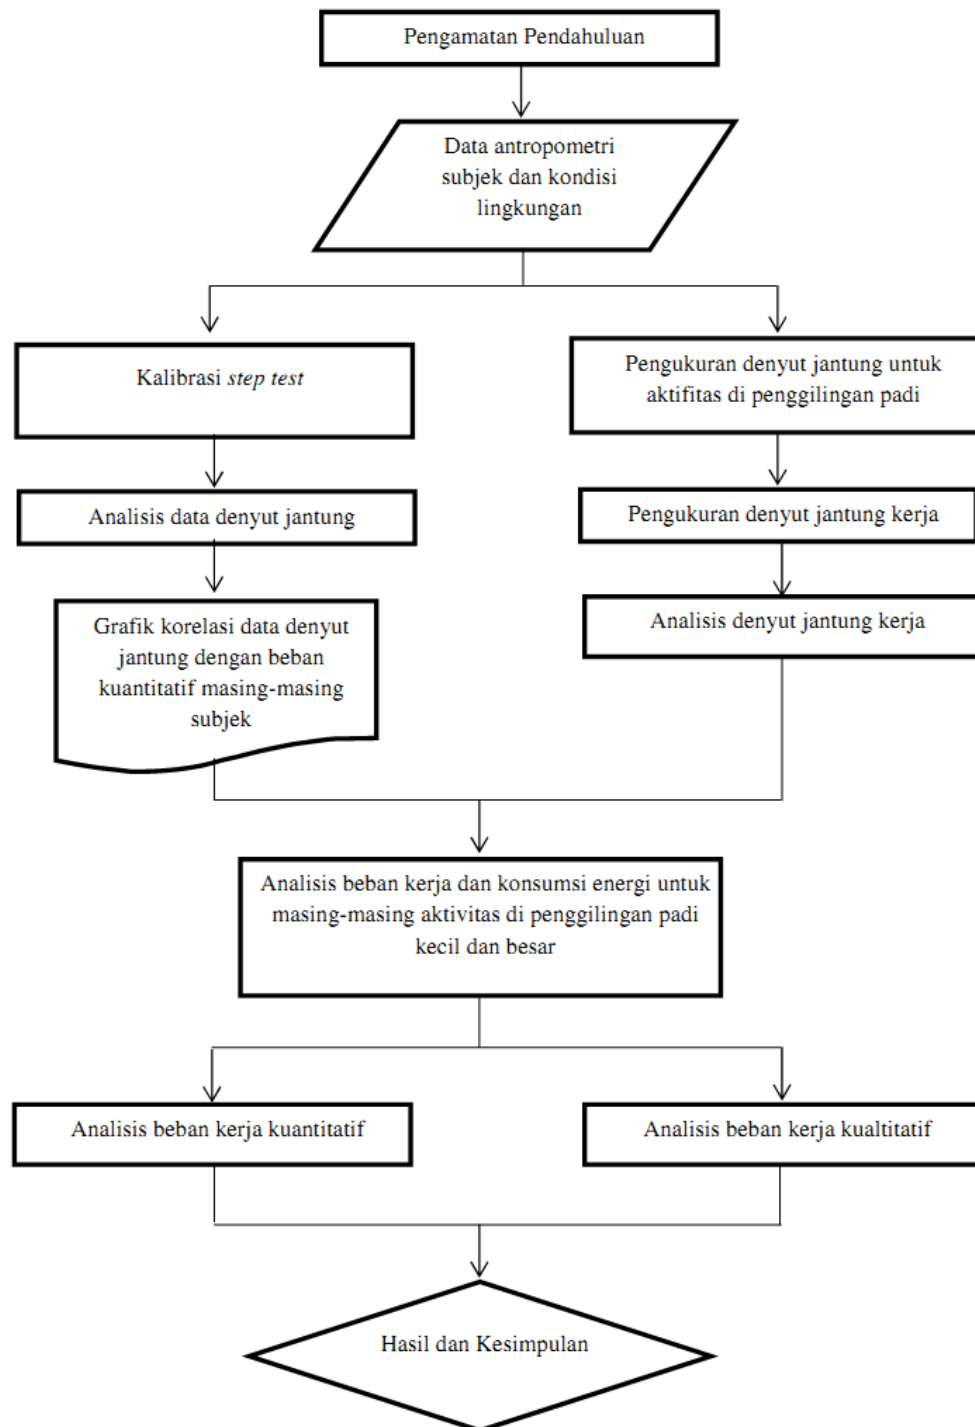 Pengamatan Pendahuluan
Data antropometri
subjek dan kondisi
lingkungan
Kalibrasi step test
Pengukuran denyut jantung untuk
aktifitas di penggilingan padi
Analisis data denyut jantung
Pengukuran denyut jantung kerja
Grafik korelasi data denyut
jantung dengan beban
kuantitatif masing-masing
subjek
Analisis denyut jantung kerja
Analisis beban kerja dan konsumsi energi untuk
masing-masing aktivitas di penggilingan padi
kecil dan besar
Analisis beban kerja kuantitatif
Analisis beban kerja kualtitatif
Hasil dan Kesimpulan